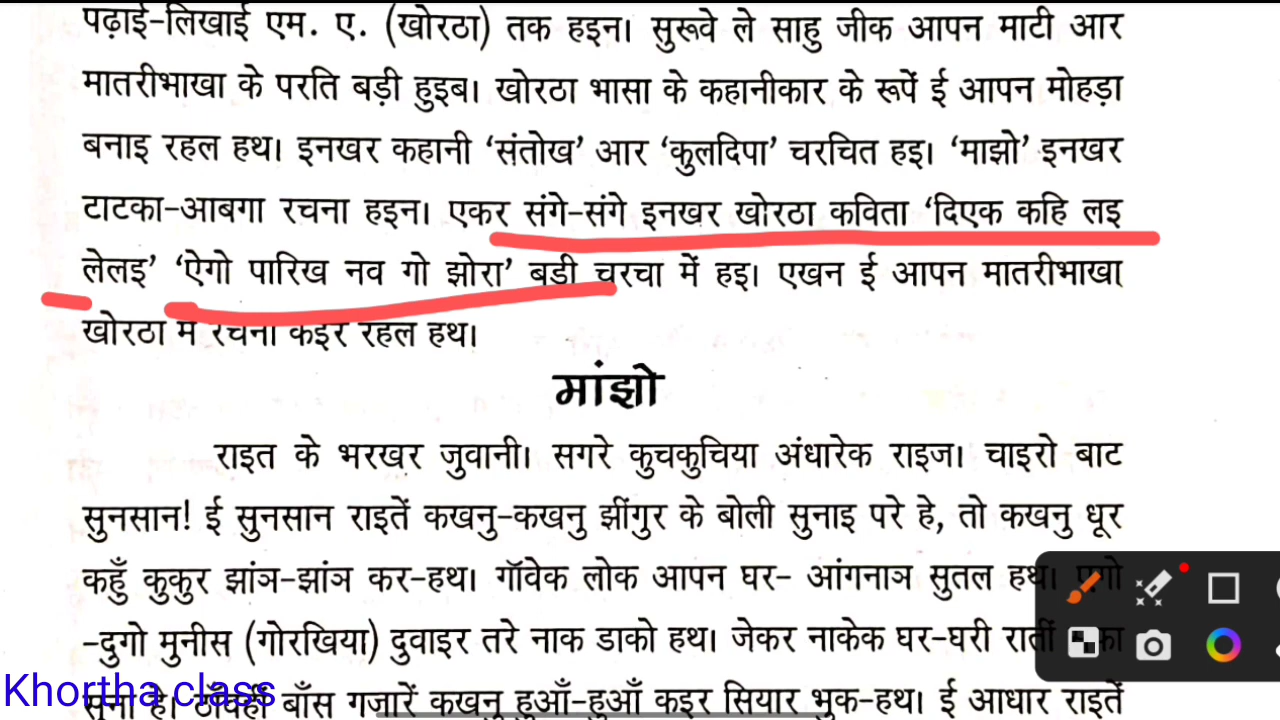 पढ़ाई-लिखाई एम. ए. (खोरठा) तक हइन। सुरूवे ले साहु जीक आपन माटी आर
मातरीभाखा के परति बड़ी हुइब। खोरठा भासा के कहानीकार के रूपें ई आपन मोहड़ा
बनाइ रहल हथ। इनखर कहानी ‘संतोख’ आर ‘कुलदिपा’ चरचित हइ। ‘माझो’ इनखर
टाटका-आबगा रचना हइन। एकर संगे-संगे इनखर खोरठा कविता ‘दिएक कहि लइ
लेलइ’ ‘ऐगो पारिख नव गो झोरा’ बड़ी चरचा में हइ। एखन ई आपन मातरीभाखा
खोरठा में रचना कइर रहल हथ।
मांझो
राइत के भरखर जुवानी। सगरे कुचकुचिया अंधारेक राइज। चाइरो बाट
सुनसान! ई सुनसान राइतें कखनु-कखनु झींगुर के बोली सुनाइ परे हे, तो कखनु धूर
कहुँ कुकुर झांञ-झांञ कर-हथ। गॉवेक लोक आपन घर- आंगनाञ सुतल हथ। एगो
-दुगो मुनीस (गोरखिया) दुवाइर तरे नाक डाको हथ। जेकर नाकेक घर-घरी रातीं
बाँस गजारें कखनु हुआँ-हुआँ कइर सियार भुक-हथ। ई आधार राइतें
Khortha class